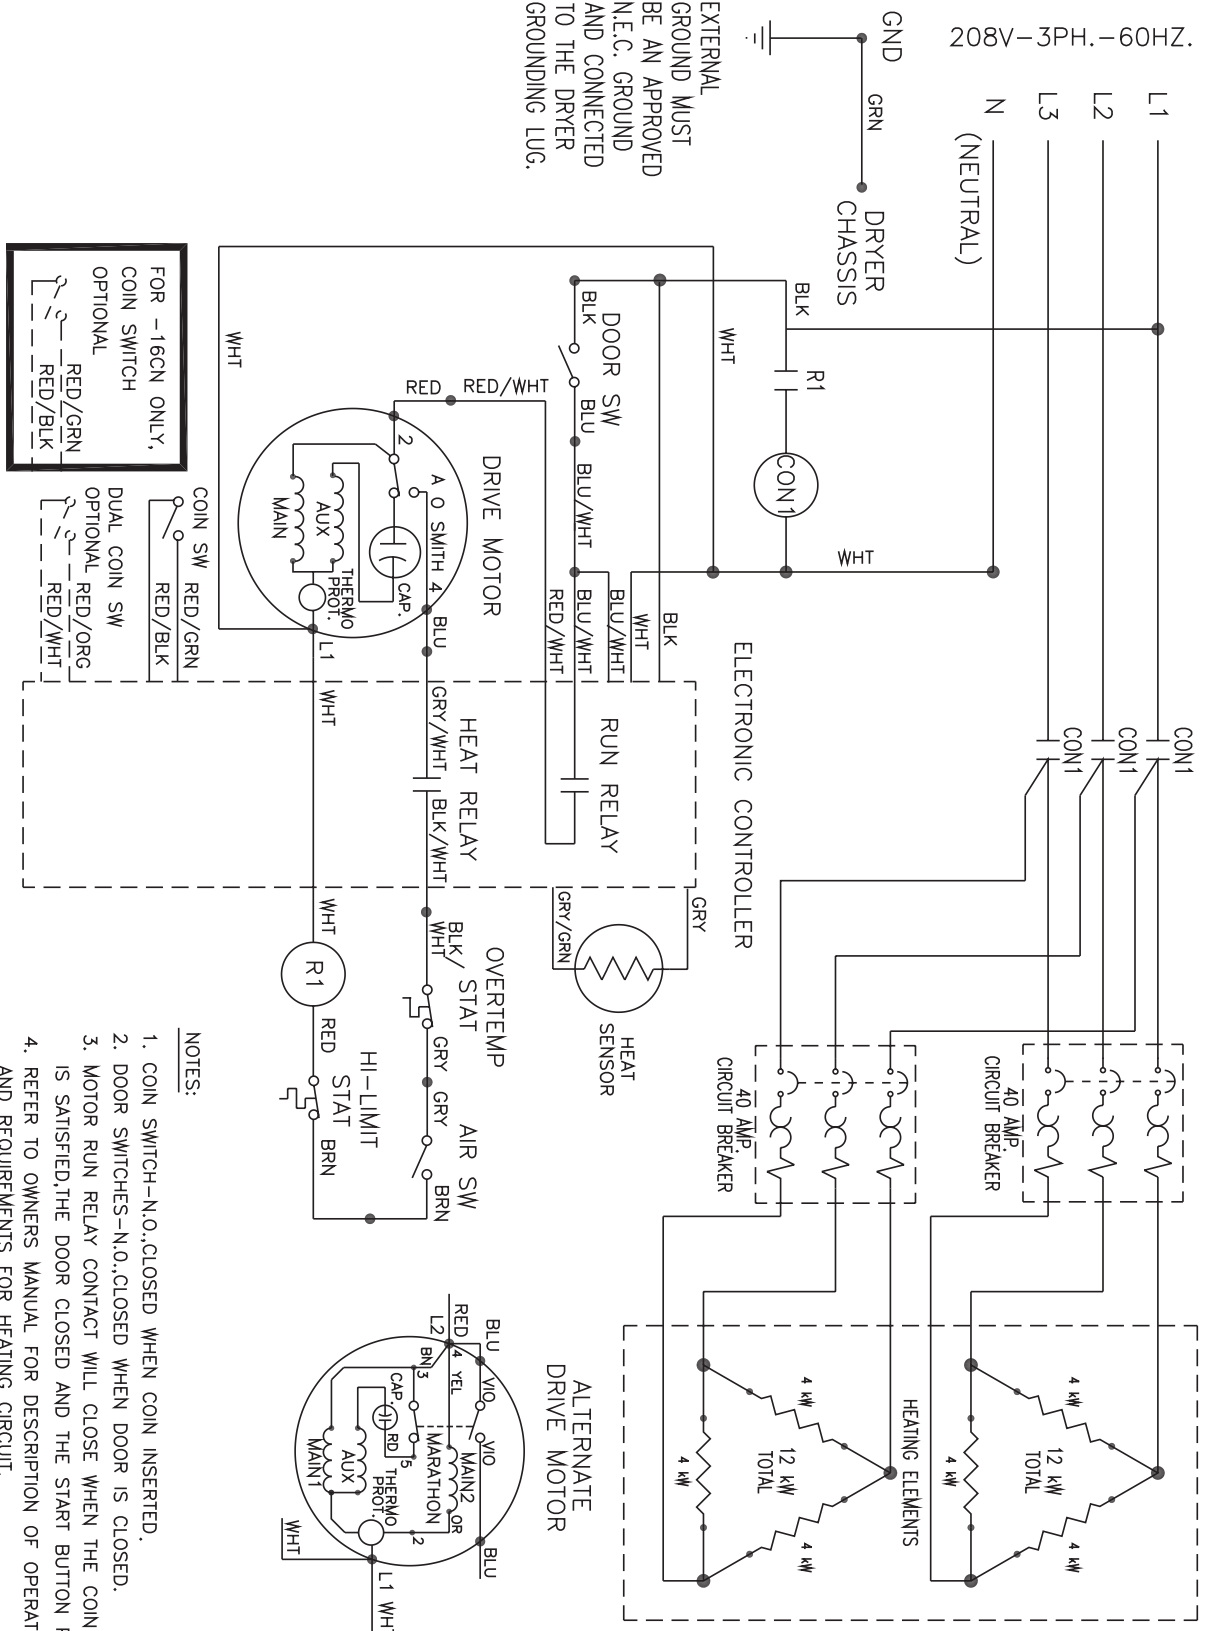 208V-3PH.-60HZ.
L1
L2
L3
N
(NEUTRAL)
GND
GRN
DRYER
CHASSIS
EXTERNAL
GROUND MUST
BE AN APPROVED
N.E.C. GROUND
AND CONNECTED
TO THE DRYER
GROUNDING LUG.
BLK
R1
CON1
WHT
WHT
WHT
BLK
DOOR SW
BLU
BLU/WHT
BLK
WHT
BLU/WHT
BLU/WHT
RED/WHT
RED
RED/WHT
DRIVE MOTOR
2
A O SMITH
4
CAP.
AUX
MAIN
THERMO
PROT.
L1
BLU
FOR -16CN ONLY,
COIN SWITCH
OPTIONAL
RED/GRN
RED/BLK
COIN SW
RED/GRN
RED/BLK
DUAL COIN SW
OPTIONAL
RED/ORG
RED/WHT
ELECTRONIC CONTROLLER
RUN RELAY
HEAT RELAY
GRY/WHT
BLK/WHT
WHT
WHT
GRY
GRY/GRN
HEAT
SENSOR
BLK/
WHT
OVERTEMP
STAT
GRY
GRY
AIR SW
BRN
R1
RED
HI-LIMIT
STAT
BRN
CON1
CON1
CON1
40 AMP.
CIRCUIT BREAKER
40 AMP.
CIRCUIT BREAKER
4 kW
12 kW
TOTAL
4 kW
4 kW
HEATING ELEMENTS
4 kW
12 kW
TOTAL
4 kW
4 kW
ALTERNATE
DRIVE MOTOR
BLU
RED
L2
4
YEL
VIO
VIO
BN
3
CAP.
RD
5
MAIN2
MARATHON
OR
AUX
MAIN1
THERMO
PROT.
2
BLU
WHT
L1
NOTES:
1. COIN SWITCH-N.O.,CLOSED WHEN COIN INSERTED.
2. DOOR SWITCHES-N.O.,CLOSED WHEN DOOR IS CLOSED.
3. MOTOR RUN RELAY CONTACT WILL CLOSE WHEN THE COIN
IS SATISFIED,THE DOOR CLOSED AND THE START BUTTON
4. REFER TO OWNERS MANUAL FOR DESCRIPTION OF
AND REQUIREMENTS FOR HEATING CIRCUIT.